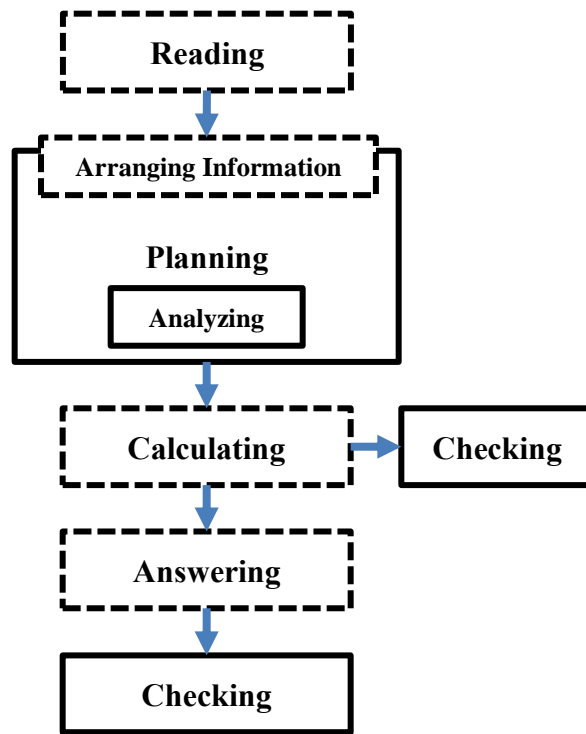 Reading
Arranging Information
Planning
Analyzing
Calculating
Checking
Answering
Checking